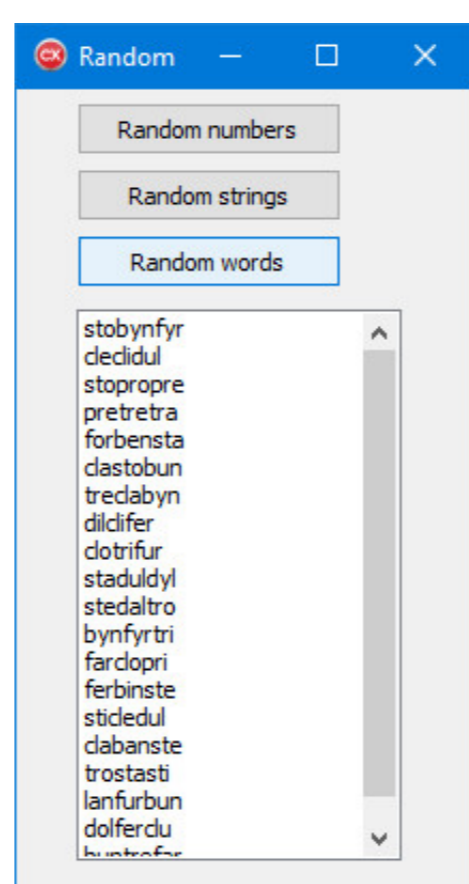 CX Random
Random numbers
Random strings
Random words
stobynfyr
cleclidul
stopropre
pretretra
forbensta
clastobun
treclabyn
dilclifer
clotrifur
staduldyl
stedaltro
bynfyrtri
farclopri
ferbinste
sticledul
clabanste
trostasti
lanfurbun
dolferclu